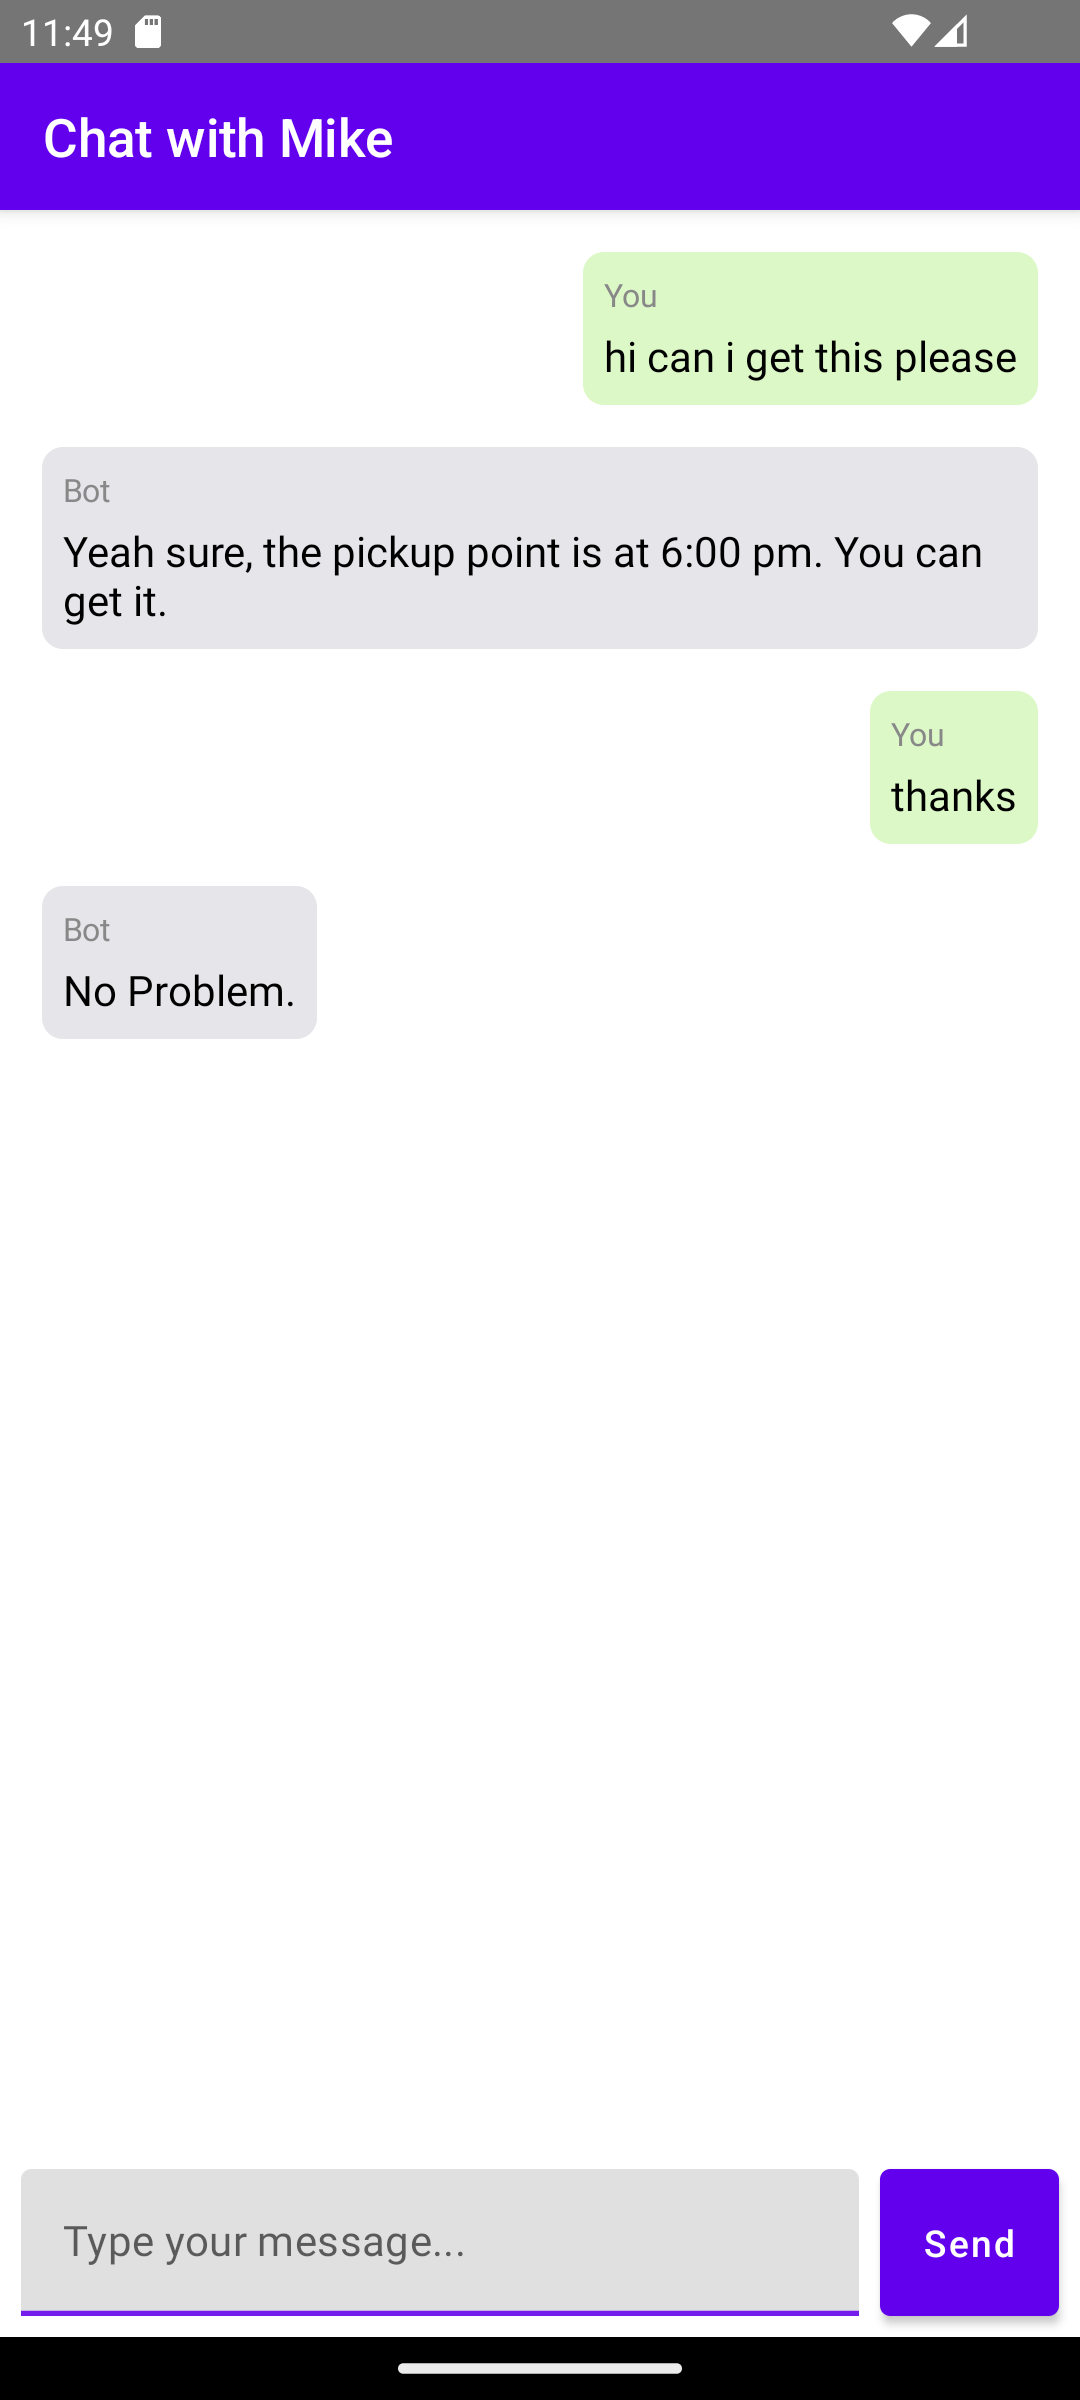 11:49
Chat with Mike
You
hi can i get this please
Bot
Yeah sure, the pickup point is at 6:00 pm. You can
get it.
You
thanks
Bot
No Problem.
Type your message...
Send